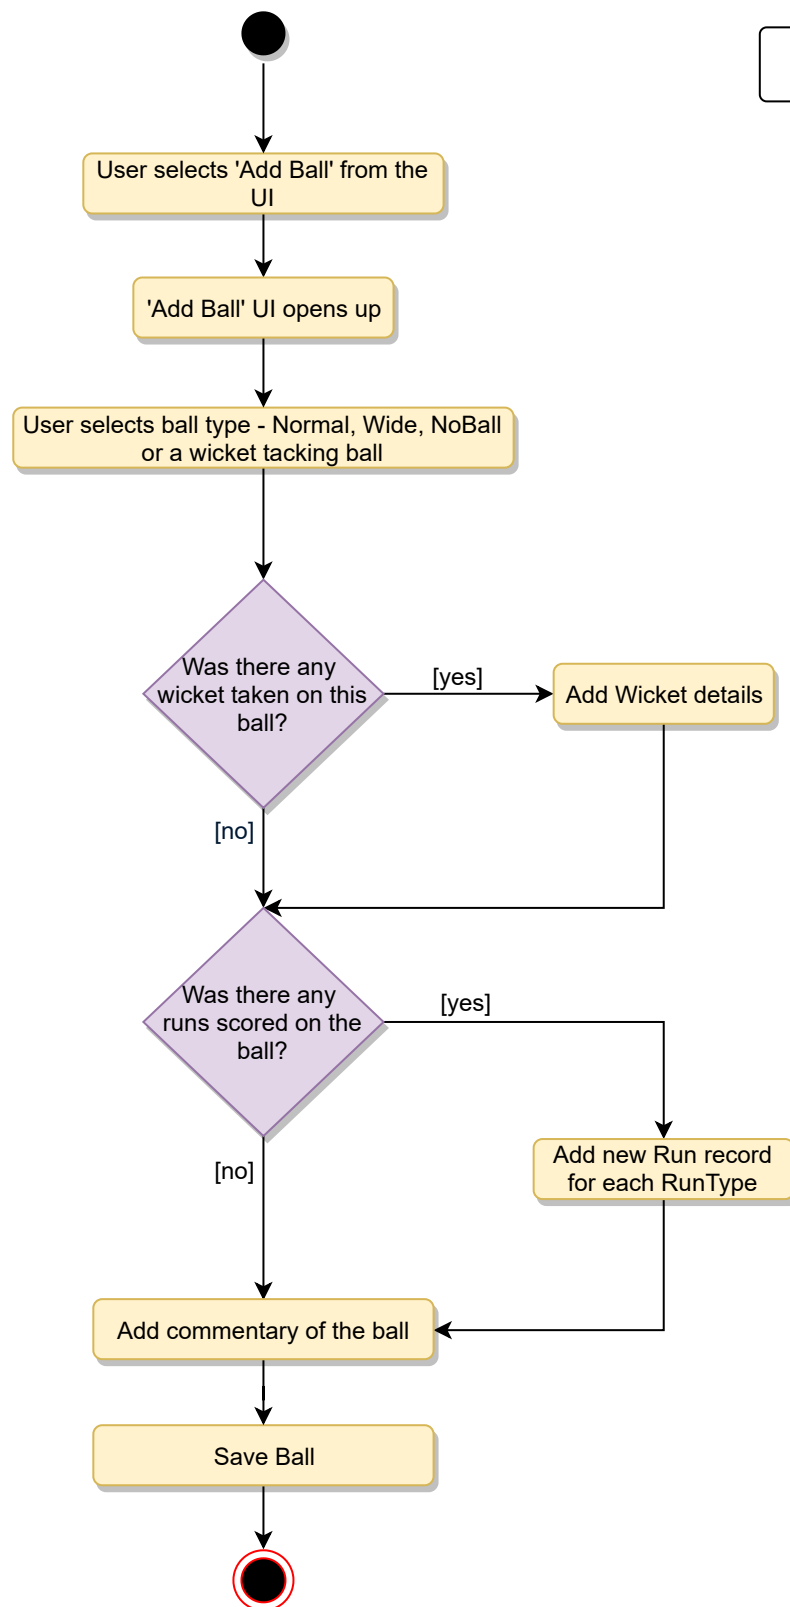 User selects 'Add Ball' from the
UI
'Add Ball' UI opens up
User selects ball type - Normal, Wide, NoBall
or a wicket tacking ball
Was there any
wicket taken on this
ball?
[yes]
Add Wicket details
[no]
Was there any
runs scored on the
ball?
[yes]
Add new Run record
for each RunType
[no]
Add commentary of the ball
Save Ball